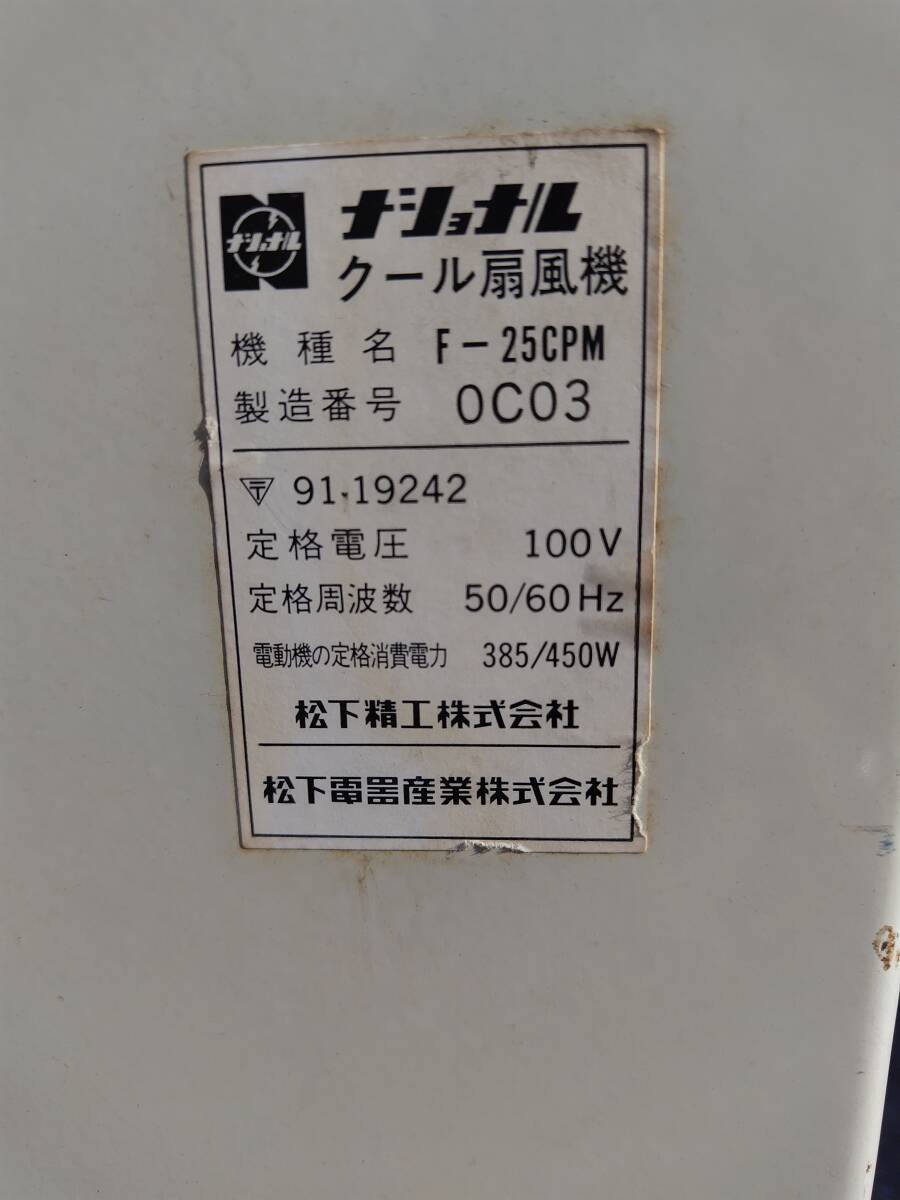 ナショナル
ナショナル
クール扇風機
機種名 F-25CPM
製造番号 0C03
〒 91-19242
定格電圧 100V
定格周波数 50/60Hz
電動機の定格消費電力 385/450W
松下精工株式会社
松下電器産業株式会社